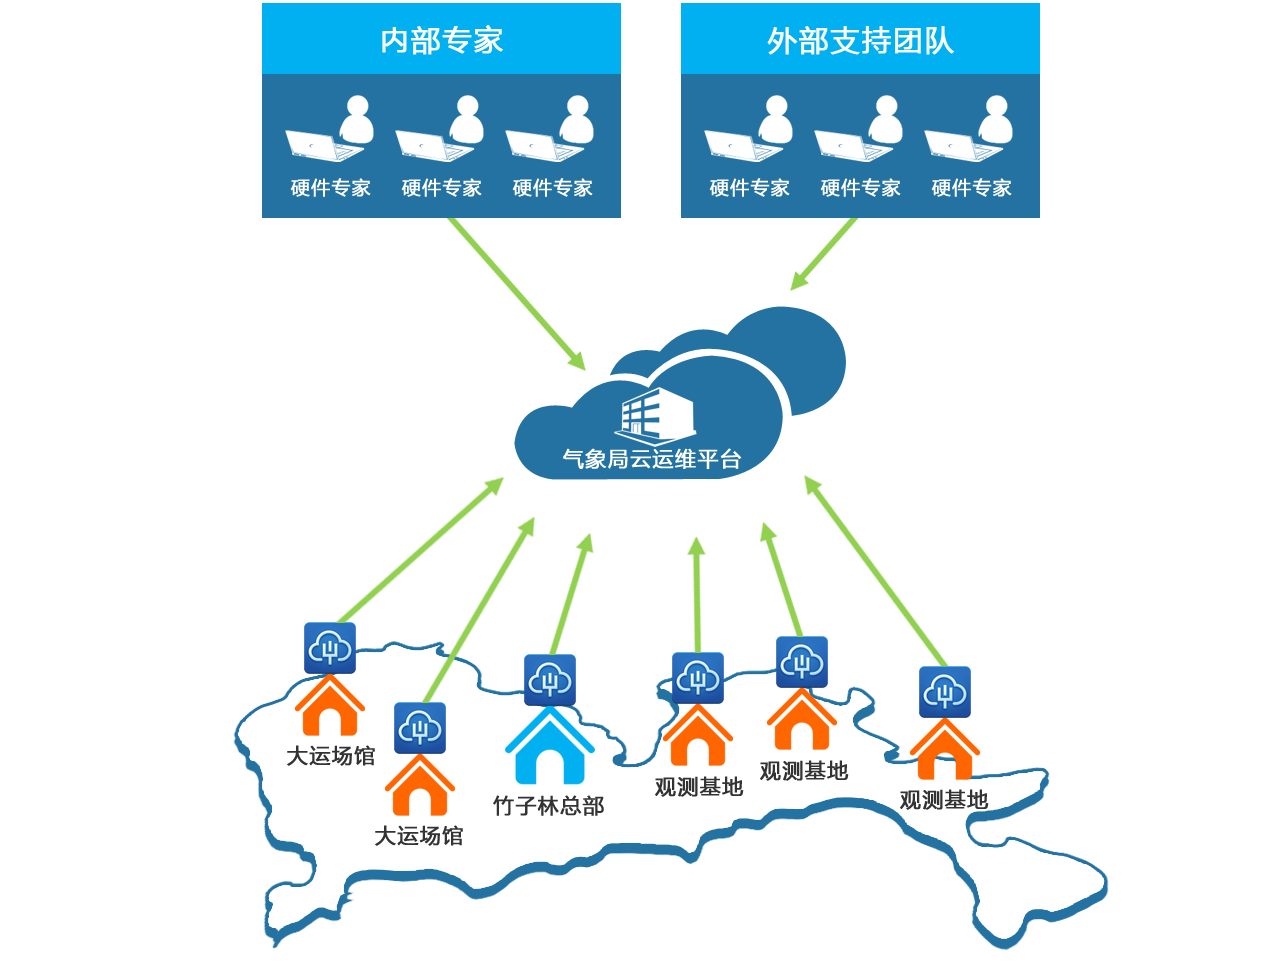 内部专家
外部支持团队
硬件专家 硬件专家 硬件专家
硬件专家 硬件专家 硬件专家
气象局云运维平台
大运场馆
大运场馆
竹子林总部
观测基地
观测基地
观测基地